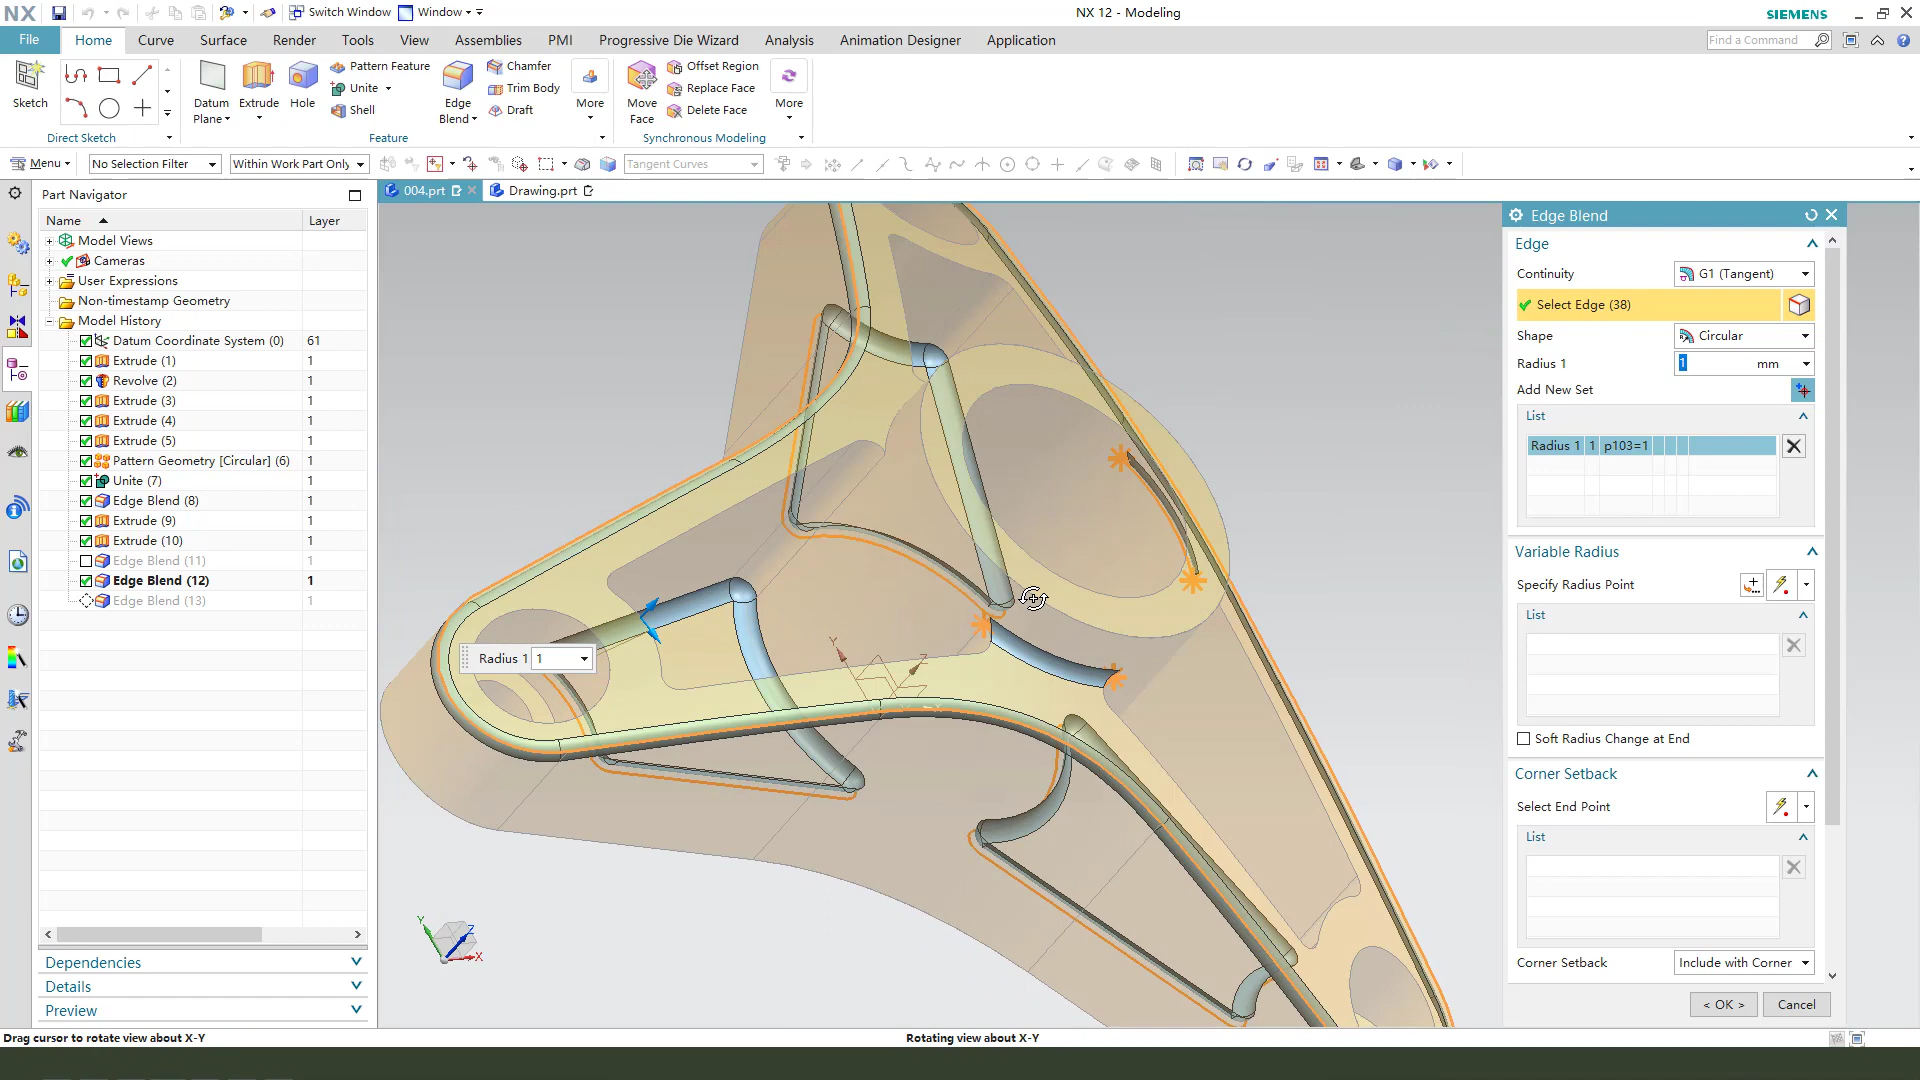 NX
Switch Window
Window
NX 12 - Modeling
SIEMENS
File
Home
Curve
Surface
Render
Tools
View
Assemblies
PMI
Progressive Die Wizard
Analysis
Animation Designer
Application
Find a Command
Sketch
Direct Sketch
Datum Plane
Extrude
Hole
Pattern Feature
Unite
Shell
Edge Blend
Chamfer
Trim Body
Draft
More
Feature
Move Face
Offset Region
Replace Face
Delete Face
More
Synchronous Modeling
Menu
No Selection Filter
Within Work Part Only
Tangent Curves
Part Navigator
Name
Layer
Model Views
Cameras
User Expressions
Non-timestamp Geometry
Model History
Datum Coordinate System (0) 61
Extrude (1) 1
Revolve (2) 1
Extrude (3) 1
Extrude (4) 1
Extrude (5) 1
Pattern Geometry [Circular] (6) 1
Unite (7) 1
Edge Blend (8) 1
Extrude (9) 1
Extrude (10) 1
Edge Blend (11) 1
Edge Blend (12) 1
Edge Blend (13) 1
Dependencies
Details
Preview
004.prt
Drawing.prt
Radius 1 1
Y
Z
Y
Z
X
Edge Blend
Edge
Continuity G1 (Tangent)
Select Edge (38)
Shape Circular
Radius 1 1 mm
Add New Set
List
Radius 1 1 p103=1
Variable Radius
Specify Radius Point
List
Soft Radius Change at End
Corner Setback
Select End Point
List
Corner Setback Include with Corner
< OK >
Cancel
Drag cursor to rotate view about X-Y
Rotating view about X-Y